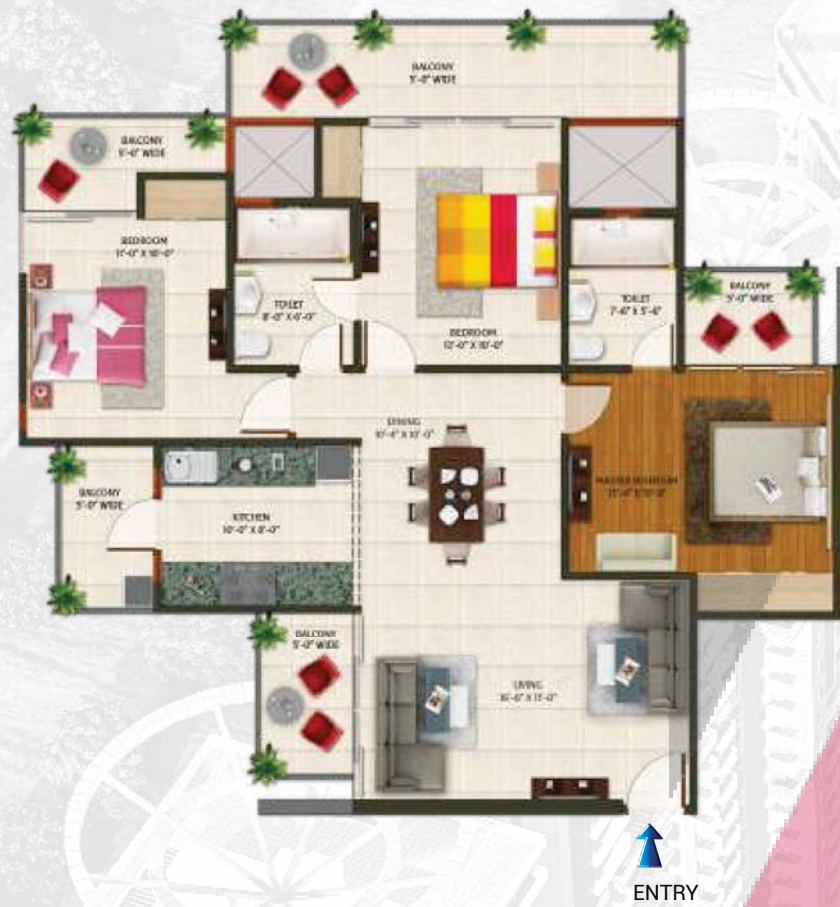 BALCONY
5'-0" WIDE
BALCONY
5'-0" WIDE
BEDROOM
11'-0" X 10'-0"
TOILET
8'-0" X 6'-0"
BEDROOM
12'-0" X 10'-0"
TOILET
7'-6" X 5'-6"
BALCONY
5'-0" WIDE
DINING
MASTER BEDROOM
BALCONY
5'-0" WIDE
KITCHEN
10'-0" X 8'-0"
BALCONY
5'-0" WIDE
LIVING
ENTRY